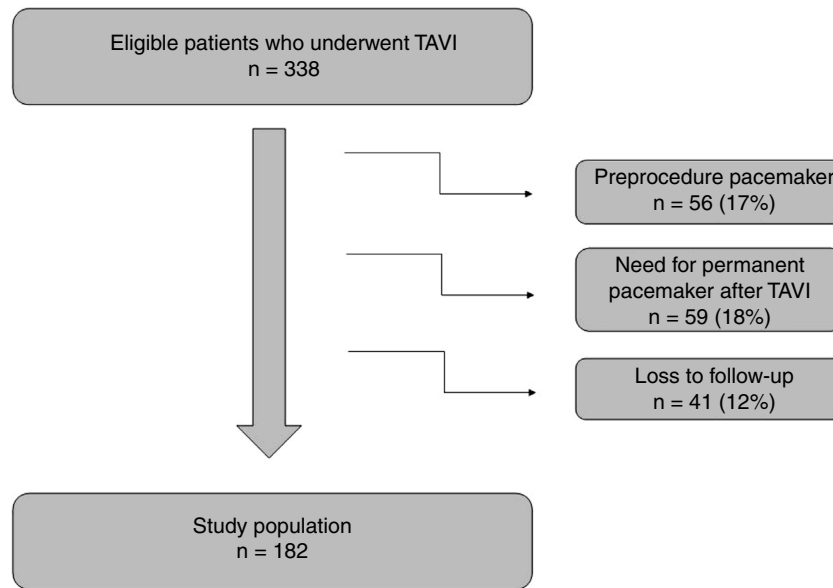 Eligible patients who underwent TAVI
n = 338
Preprocedure pacemaker
n = 56 (17%)
Need for permanent
pacemaker after TAVI
n = 59 (18%)
Loss to follow-up
n = 41 (12%)
Study population
n = 182